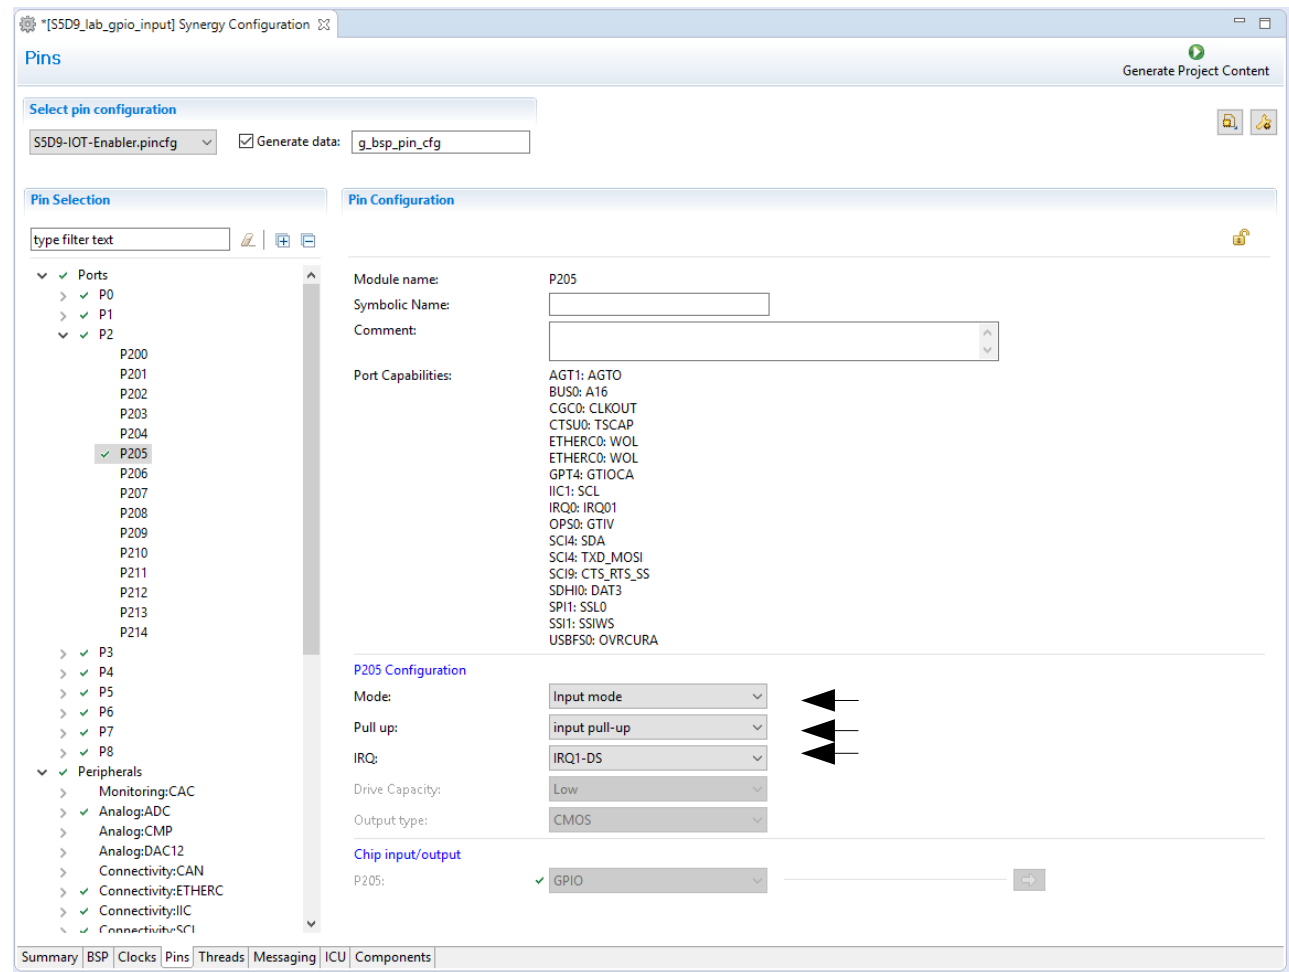 *[S5D9_lab_gpio_input] Synergy Configuration
Pins
Generate Project Content
Select pin configuration
S5D9-IOT-Enabler.pincfg
Generate data:
g_bsp_pin_cfg
Pin Selection
type filter text
Ports
P0
P1
P2
P200
P201
P202
P203
P204
P205
P206
P207
P208
P209
P210
P211
P212
P213
P214
P3
P4
P5
P6
P7
P8
Peripherals
Monitoring:CAC
Analog:ADC
Analog:CMP
Analog:DAC12
Connectivity:CAN
Connectivity:ETHERC
Connectivity:IIC
Connectivity:SCI
Pin Configuration
Module name: P205
Symbolic Name:
Comment:
Port Capabilities: AGT1: AGTO
BUS0: A16
CGC0: CLKOUT
CTSU0: TSCAP
ETHERC0: WOL
ETHERC0: WOL
GPT4: GTIOCA
IIC1: SCL
IRQ0: IRQ01
OPS0: GTIV
SCI4: SDA
SCI4: TXD_MOSI
SCI9: CTS_RTS_SS
SDHI0: DAT3
SPI1: SSL0
SSI1: SSIWS
USBFS0: OVRCURA
P205 Configuration
Mode: Input mode
Pull up: input pull-up
IRQ: IRQ1-DS
Drive Capacity: Low
Output type: CMOS
Chip input/output
P205: GPIO
Summary BSP Clocks Pins Threads Messaging ICU Components